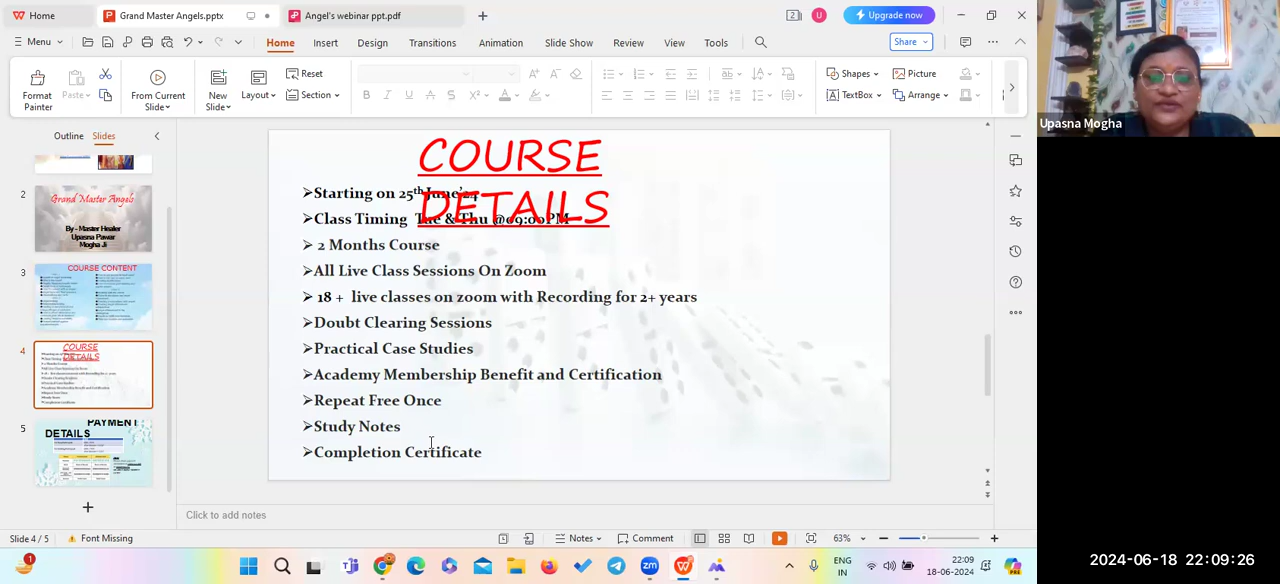 Home
Grand Master Angels.pptx
Angel's webinar ppt.pdf
2
U
Upgrade now
Menu
Home
Insert
Design
Transitions
Animation
Slide Show
Review
View
Tools
Share
Format Painter
Paste
From Current Slide
New Slide
Layout
Reset
Section
Shapes
Picture
TextBox
Arrange
Outline
Slides
2
Grand Master Angels
By - Master Healer
Upasna Pawar
Mogha Ji
3
COURSE CONTENT
4
COURSE
DETAILS
5
PAYMENT
DETAILS
COURSE
DETAILS
➢Starting on 25th June'24
➢Class Timing Tue & Thu @09:00PM
➢ 2 Months Course
➢All Live Class Sessions On Zoom
➢ 18 + live classes on zoom with Recording for 2+ years
➢Doubt Clearing Sessions
➢Practical Case Studies
➢Academy Membership Benefit and Certification
➢Repeat Free Once
➢Study Notes
➢Completion Certificate
Click to add notes
Slide 4 / 5
Font Missing
Notes
Comment
63%
1
zm
ENG
IN
22:09
18-06-2024
Upasna Mogha
2024-06-18 22:09:26